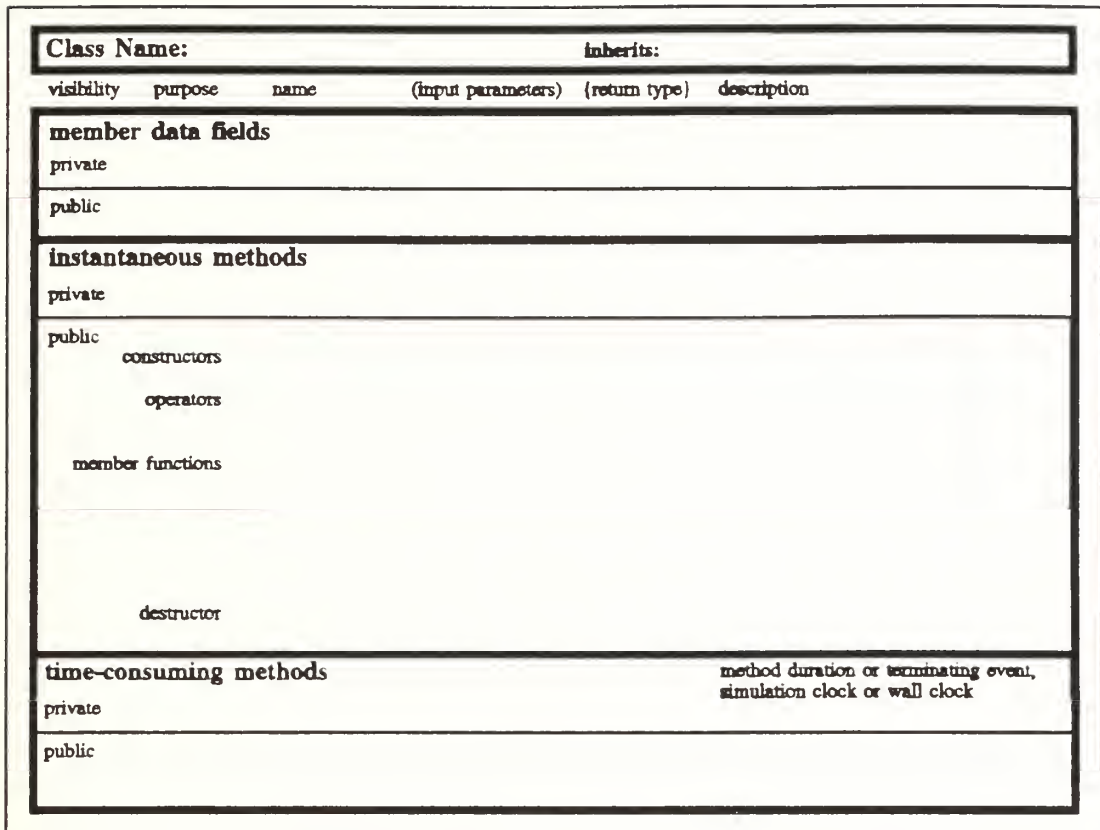 Class Name: inherits:
visibility purpose name (input parameters) {return type} description
member data fields
private
public
instantaneous methods
private
public
constructors
operators
member functions
destructor
time-consuming methods method duration or terminating event,
simulation clock or wall clock
private
public